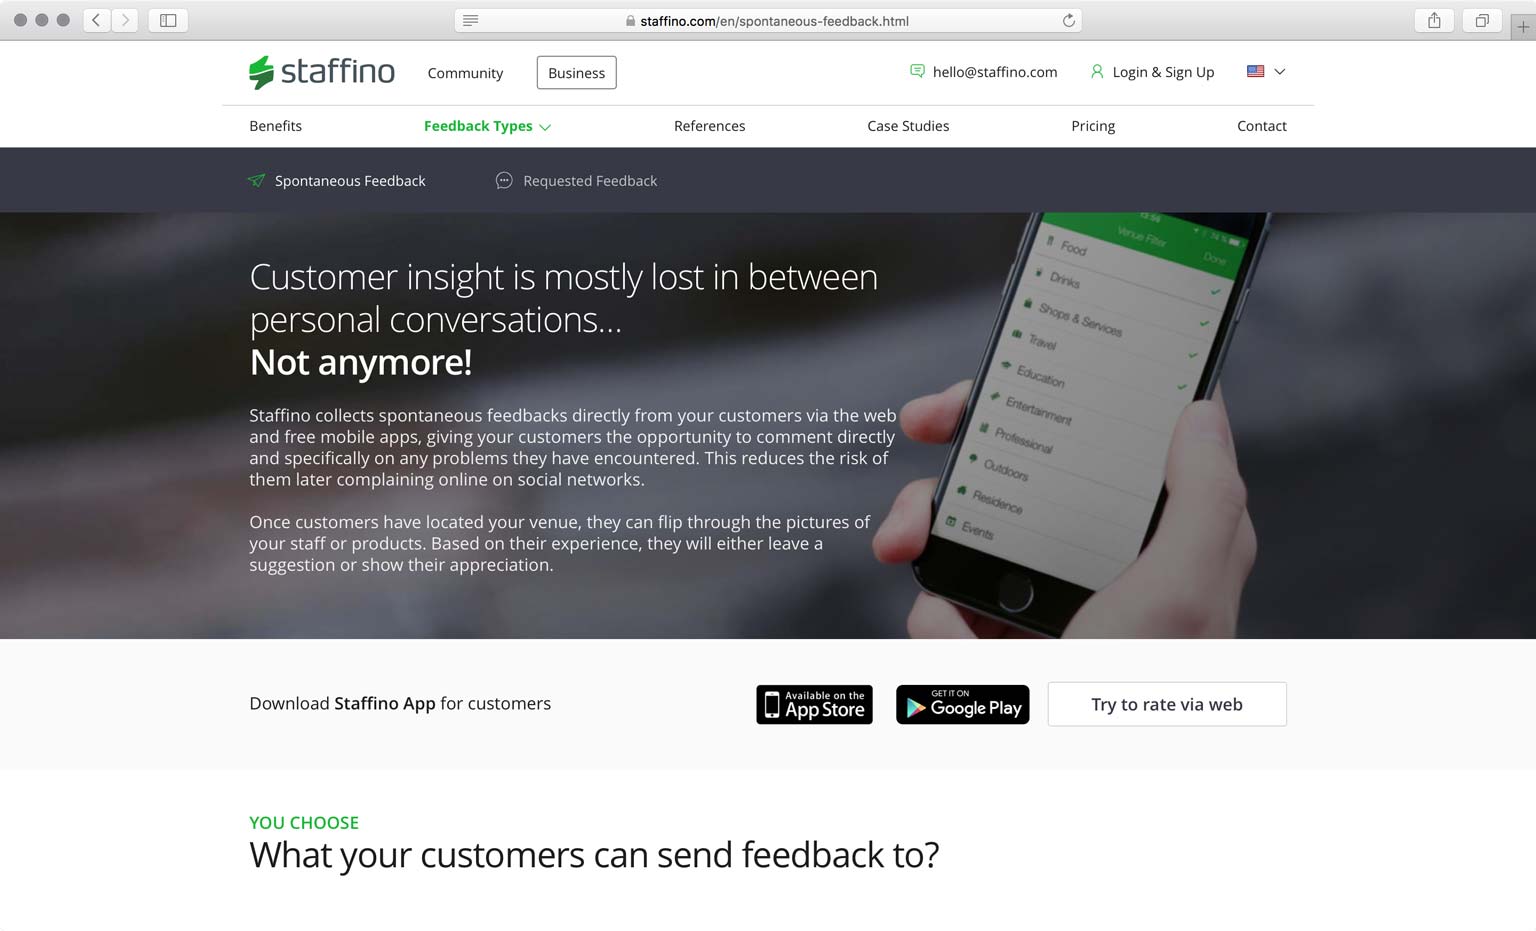 staffino.com/en/spontaneous-feedback.html
staffino
Community
Business
hello@staffino.com
Login & Sign Up
Benefits
Feedback Types
References
Case Studies
Pricing
Contact
Spontaneous Feedback
Requested Feedback
Customer insight is mostly lost in between
personal conversations...
Not anymore!
Staffino collects spontaneous feedbacks directly from your customers via the web
and free mobile apps, giving your customers the opportunity to comment directly
and specifically on any problems they have encountered. This reduces the risk of
them later complaining online on social networks.
Once customers have located your venue, they can flip through the pictures of
your staff or products. Based on their experience, they will either leave a
suggestion or show their appreciation.
13:56
Venue Filter
Done
Food
Drinks
Shops & Services
Travel
Education
Entertainment
Professional
Outdoors
Residence
Events
Download Staffino App for customers
Available on the
App Store
GET IT ON
Google Play
Try to rate via web
YOU CHOOSE
What your customers can send feedback to?